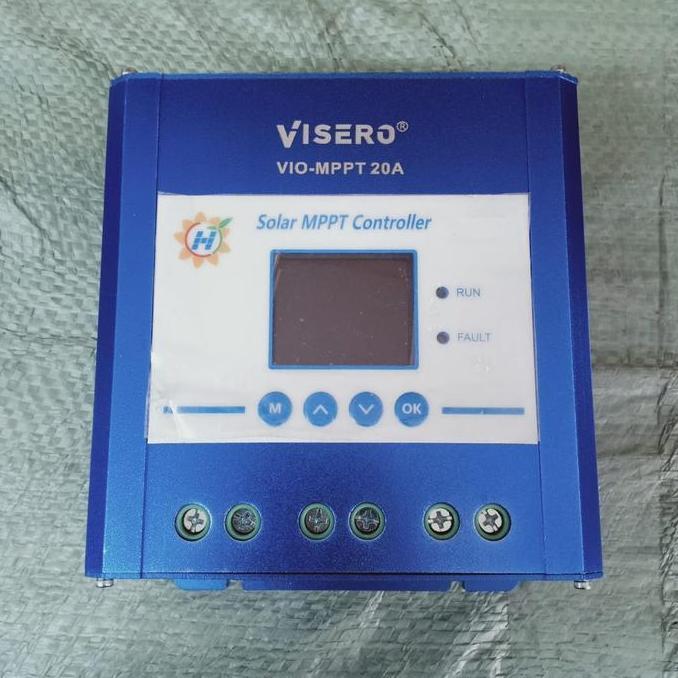 VISERO®
VIO-MPPT 20A
H
Solar MPPT Controller
RUN
FAULT
M
OK